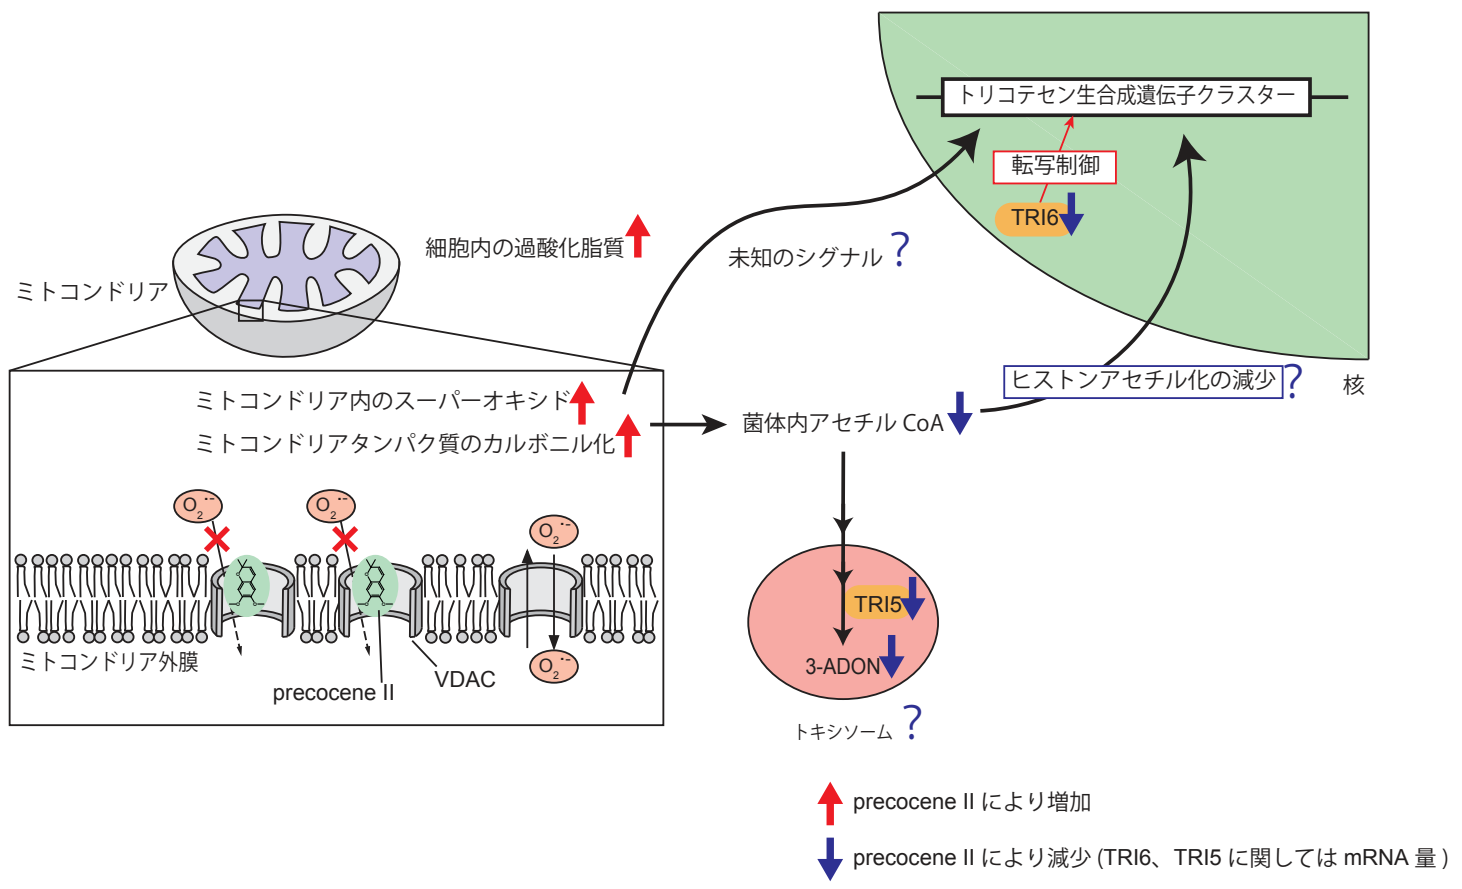 トリコテセン生合成遺伝子クラスター
転写制御
TRI6
細胞内の過酸化脂質
未知のシグナル ?
ミトコンドリア
ヒストンアセチル化の減少 ?
核
ミトコンドリア内のスーパーオキシド
ミトコンドリアタンパク質のカルボニル化
菌体内アセチル CoA
O2・-
O2・-
O2・-
TRI5
ミトコンドリア外膜
O2・-
3-ADON
VDAC
precocene II
トキシソーム ?
precocene II により増加
precocene II により減少 (TRI6、TRI5 に関しては mRNA 量 )